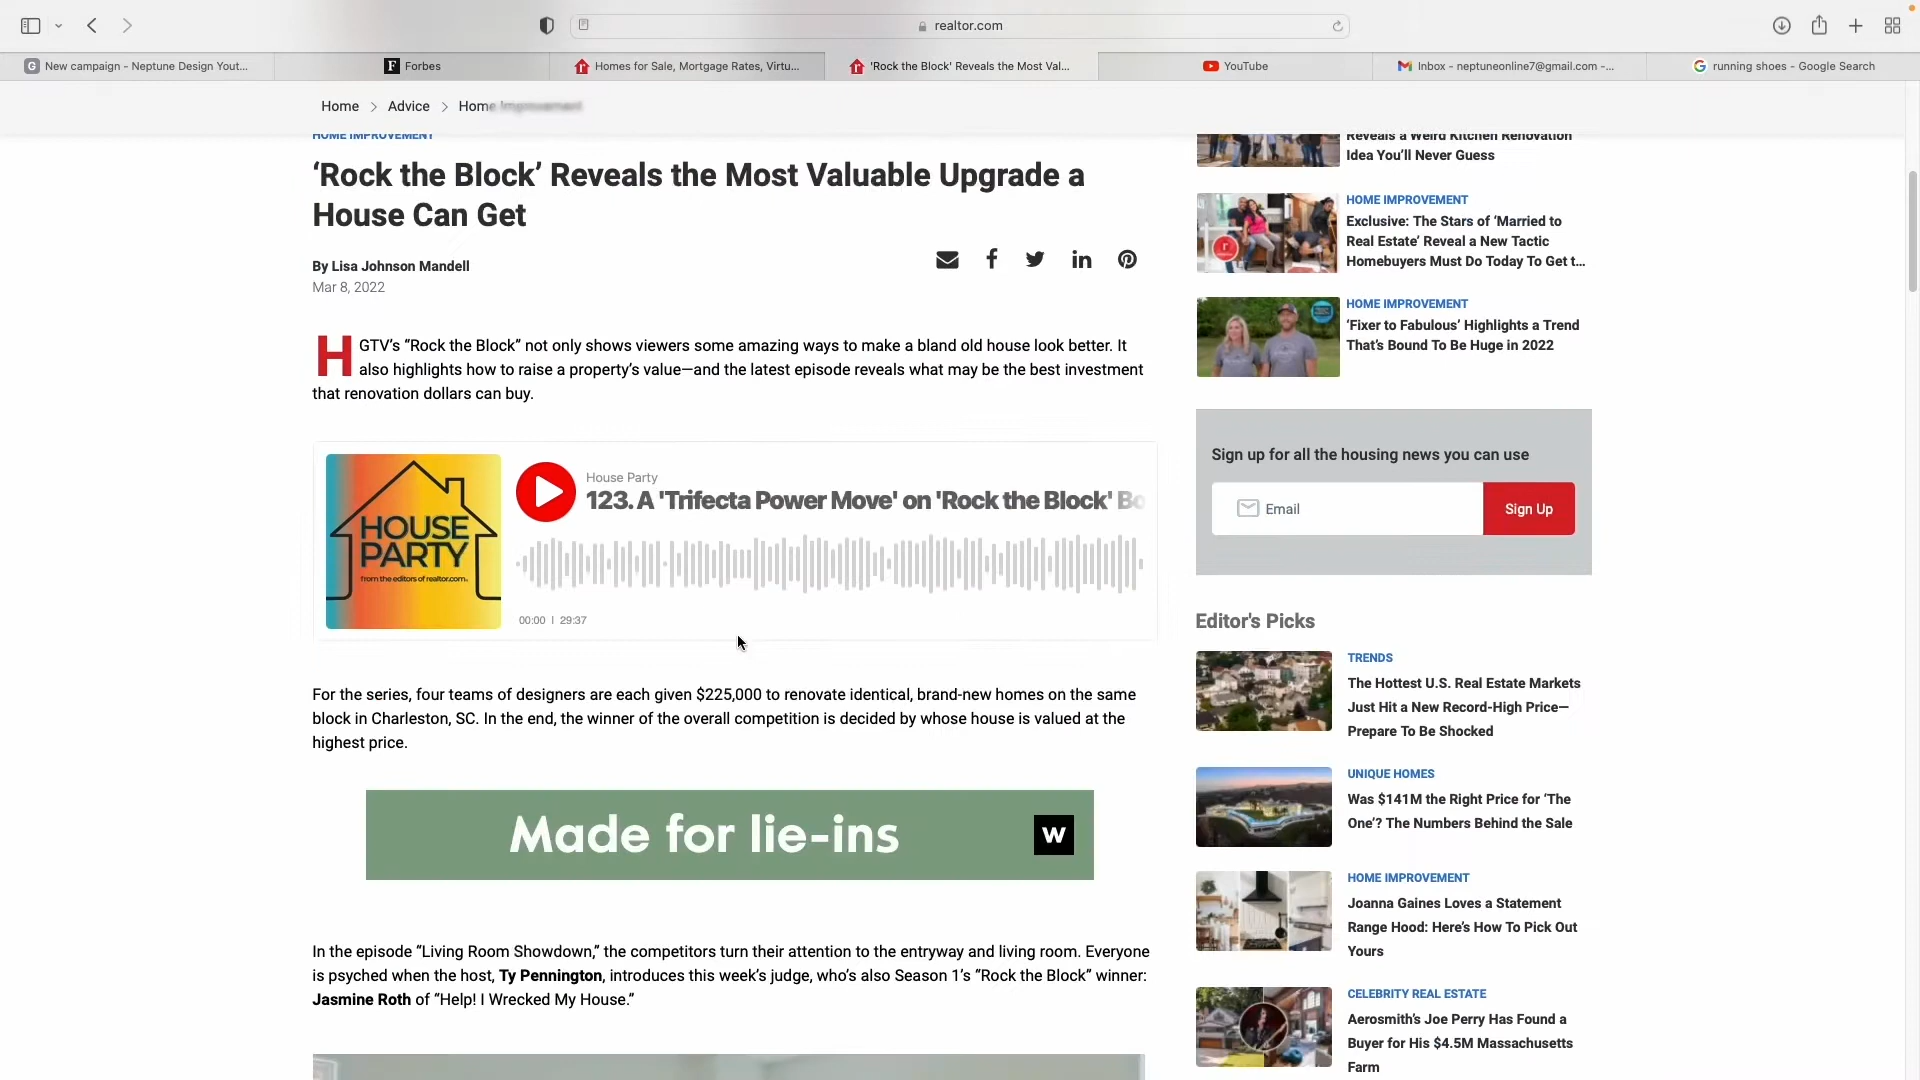 realtor.com
New campaign - Neptune Design Yout...
Forbes
Homes for Sale, Mortgage Rates, Virtu...
'Rock the Block' Reveals the Most Val...
YouTube
Inbox - neptuneonline7@gmail.com -...
running shoes - Google Search
Home > Advice > Home Improvement
HOME IMPROVEMENT
‘Rock the Block’ Reveals the Most Valuable Upgrade a
House Can Get
By Lisa Johnson Mandell
Mar 8, 2022
HGTV’s “Rock the Block” not only shows viewers some amazing ways to make a bland old house look better. It
also highlights how to raise a property’s value—and the latest episode reveals what may be the best investment
that renovation dollars can buy.
HOUSE
PARTY
from the editors of realtor.com
House Party
123. A 'Trifecta Power Move' on 'Rock the Block' Bo
00:00 | 29:37
For the series, four teams of designers are each given $225,000 to renovate identical, brand-new homes on the same
block in Charleston, SC. In the end, the winner of the overall competition is decided by whose house is valued at the
highest price.
Made for lie-ins
W
In the episode “Living Room Showdown,” the competitors turn their attention to the entryway and living room. Everyone
is psyched when the host, Ty Pennington, introduces this week’s judge, who’s also Season 1’s “Rock the Block” winner:
Jasmine Roth of “Help! I Wrecked My House.”
Reveals a Weird Kitchen Renovation
Idea You’ll Never Guess
HOME IMPROVEMENT
Exclusive: The Stars of ‘Married to
Real Estate’ Reveal a New Tactic
Homebuyers Must Do Today To Get t...
HOME IMPROVEMENT
‘Fixer to Fabulous’ Highlights a Trend
That’s Bound To Be Huge in 2022
Sign up for all the housing news you can use
Email
Sign Up
Editor's Picks
TRENDS
The Hottest U.S. Real Estate Markets
Just Hit a New Record-High Price—
Prepare To Be Shocked
UNIQUE HOMES
Was $141M the Right Price for ‘The
One’? The Numbers Behind the Sale
HOME IMPROVEMENT
Joanna Gaines Loves a Statement
Range Hood: Here’s How To Pick Out
Yours
CELEBRITY REAL ESTATE
Aerosmith’s Joe Perry Has Found a
Buyer for His $4.5M Massachusetts
Farm